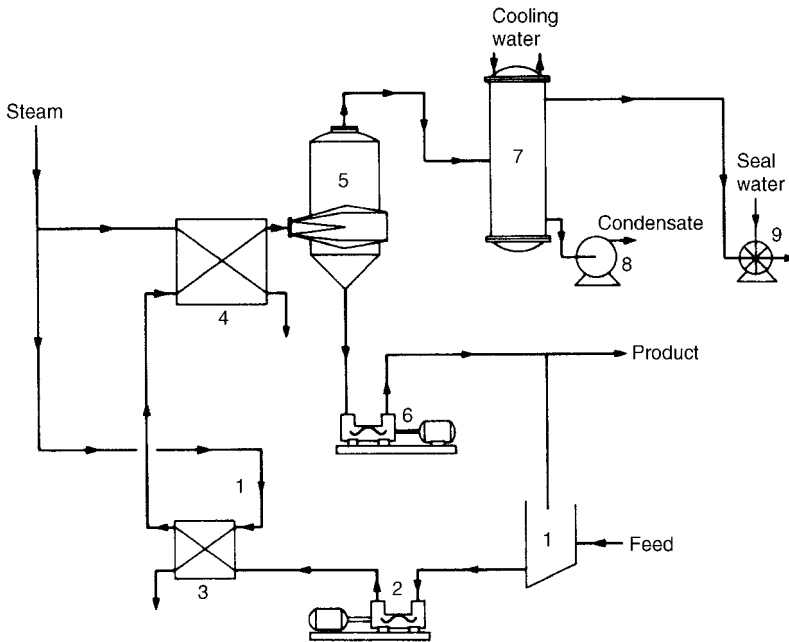 Cooling
water
Steam
5
7
Seal
water
Condensate
9
8
4
Product
6
1
1
Feed
2
3